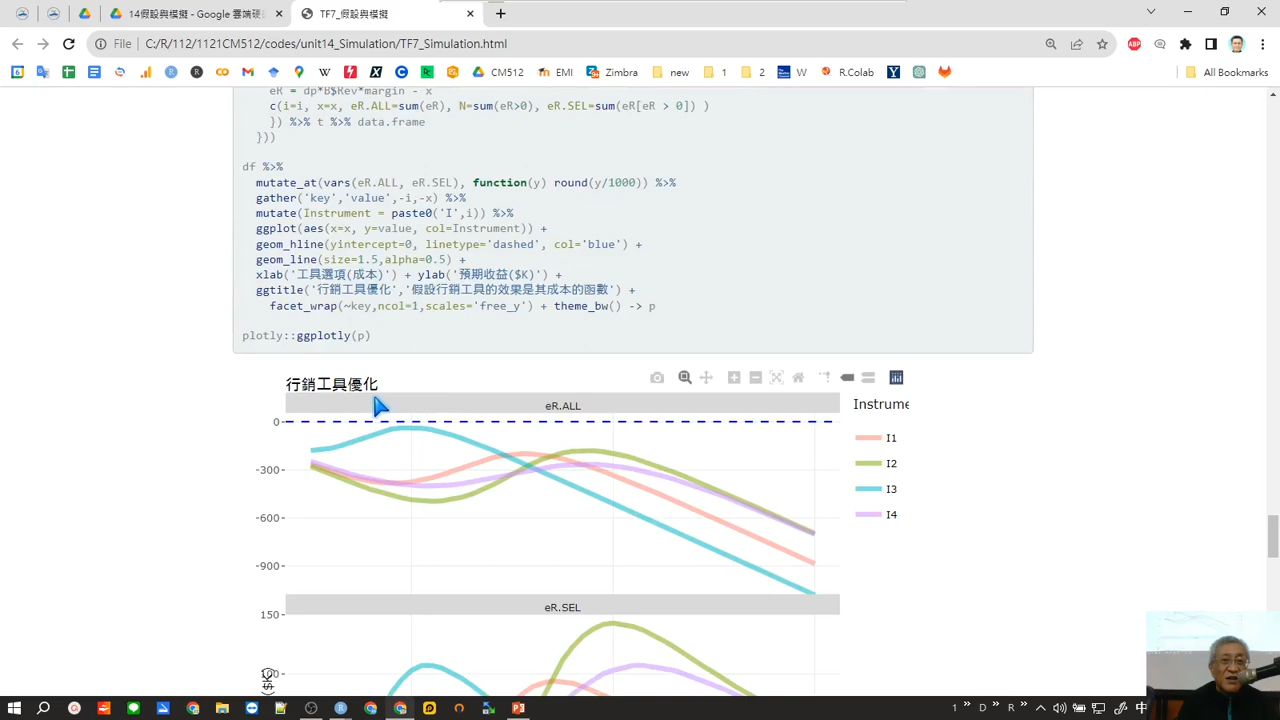 14假設與模擬 - Google 雲端硬
TF7_假設與模擬
File
C:/R/112/1121CM512/codes/unit14_Simulation/TF7_Simulation.html
CM512
EMI
Zimbra
new
1
2
W
R.Colab
All Bookmarks
eR = dp*B$Rev*margin - x
c(i=i, x=x, eR.ALL=sum(eR), N=sum(eR>0), eR.SEL=sum(eR[eR > 0]) )
}) %>% t %>% data.frame
}))
df %>%
mutate_at(vars(eR.ALL, eR.SEL), function(y) round(y/1000)) %>%
gather('key','value',-i,-x) %>%
mutate(Instrument = paste0('I',i)) %>%
ggplot(aes(x=x, y=value, col=Instrument)) +
geom_hline(yintercept=0, linetype='dashed', col='blue') +
geom_line(size=1.5,alpha=0.5) +
xlab('工具選項(成本)') + ylab('預期收益($K)') +
ggtitle('行銷工具優化','假設行銷工具的效果是其成本的函數') +
facet_wrap(~key,ncol=1,scales='free_y') + theme_bw() -> p
plotly::ggplotly(p)
行銷工具優化
eR.ALL
Instrume
0
-300
-600
-900
I1
I2
I3
I4
eR.SEL
150
($K)
1
D
R
中